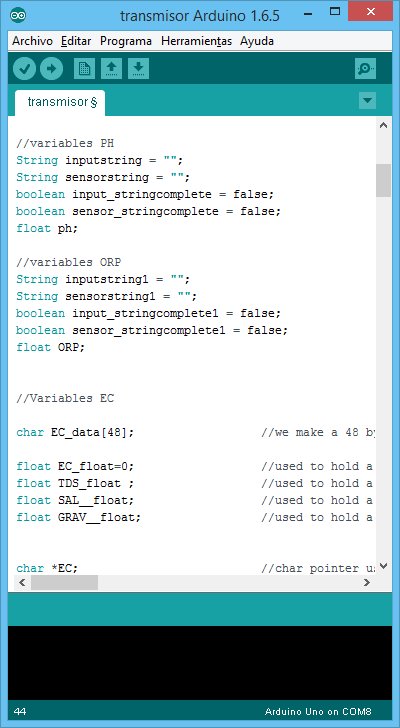 transmisor Arduino 1.6.5
Archivo Editar Programa Herramientas Ayuda
transmisor §
//variables PH
String inputstring = "";
String sensorstring = "";
boolean input_stringcomplete = false;
boolean sensor_stringcomplete = false;
float ph;
//variables ORP
String inputstring1 = "";
String sensorstring1 = "";
boolean input_stringcomplete1 = false;
boolean sensor_stringcomplete1 = false;
float ORP;
//Variables EC
char EC_data[48]; //we make a 48 by
float EC_float=0; //used to hold a
float TDS_float ; //used to hold a
float SAL__float; //used to hold a
float GRAV__float; //used to hold a
char *EC; //char pointer us
44 Arduino Uno on COM8